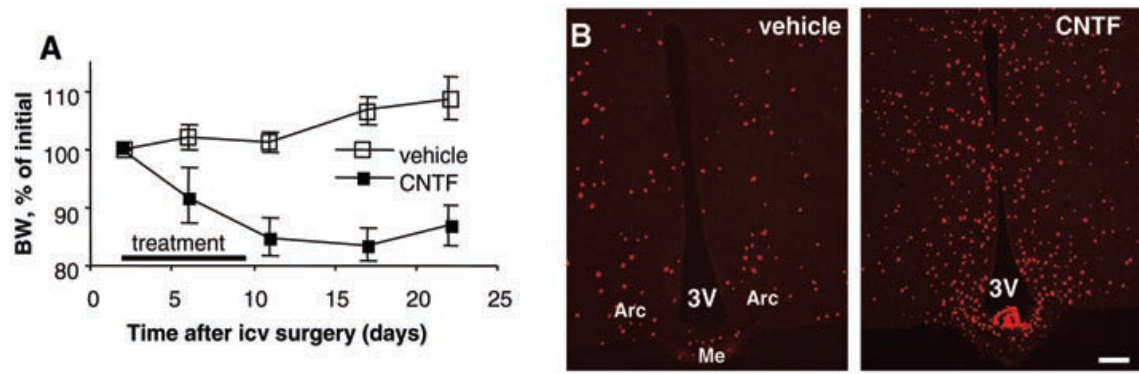 A
BW, % of initial
110
100
90
80
vehicle
CNTF
treatment
0 5 10 15 20 25
Time after icv surgery (days)
B
vehicle
Arc
3V
Arc
Me
CNTF
3V